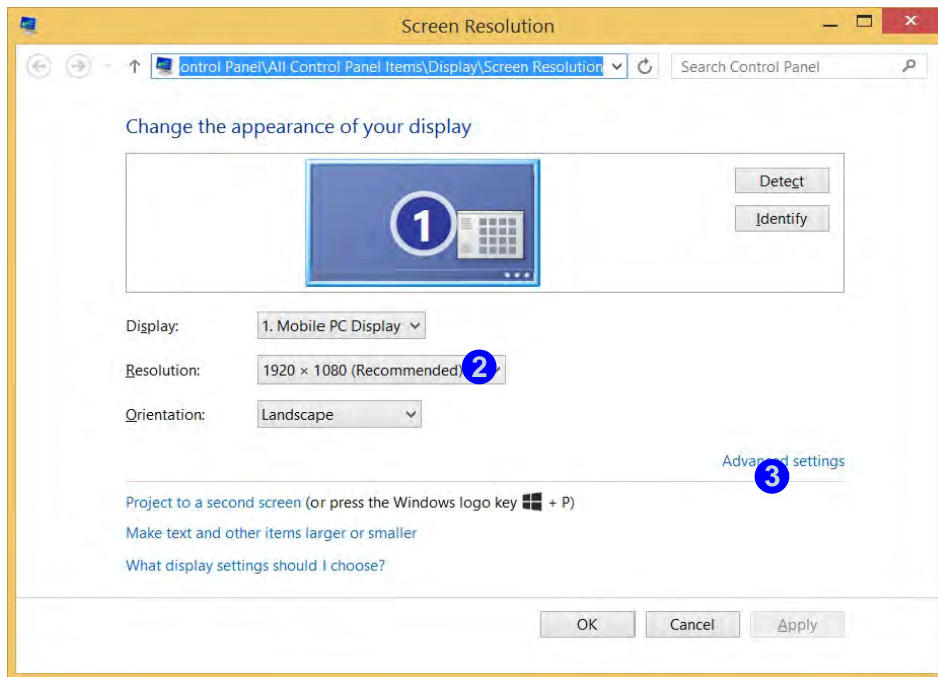 Screen Resolution
ontrol Panel\All Control Panel Items\Display\Screen Resolution
Search Control Panel
Change the appearance of your display
1
Detect
Identify
Display: 1. Mobile PC Display
Resolution: 1920 × 1080 (Recommended) 2
Orientation: Landscape
Advanced settings
3
Project to a second screen (or press the Windows logo key + P)
Make text and other items larger or smaller
What display settings should I choose?
OK Cancel Apply